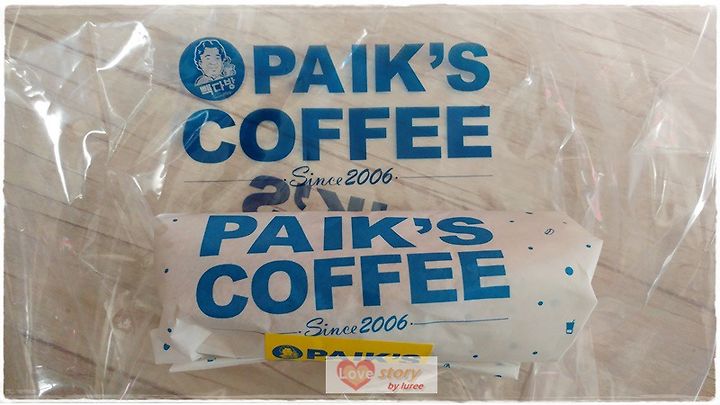 빽다방
PAIK'S
COFFEE
Since 2006
PAIK'S
COFFEE
Since 2006
PAIK'S
Love story
by luree